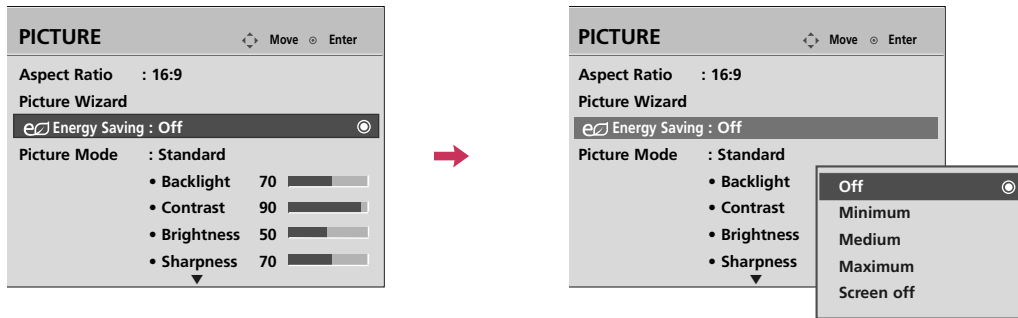 PICTURE Move Enter
Aspect Ratio : 16:9
Picture Wizard
Energy Saving : Off
Picture Mode : Standard
• Backlight 70
• Contrast 90
• Brightness 50
• Sharpness 70
PICTURE Move Enter
Aspect Ratio : 16:9
Picture Wizard
Energy Saving : Off
Picture Mode : Standard
• Backlight
• Contrast
• Brightness
• Sharpness
Off
Minimum
Medium
Maximum
Screen off